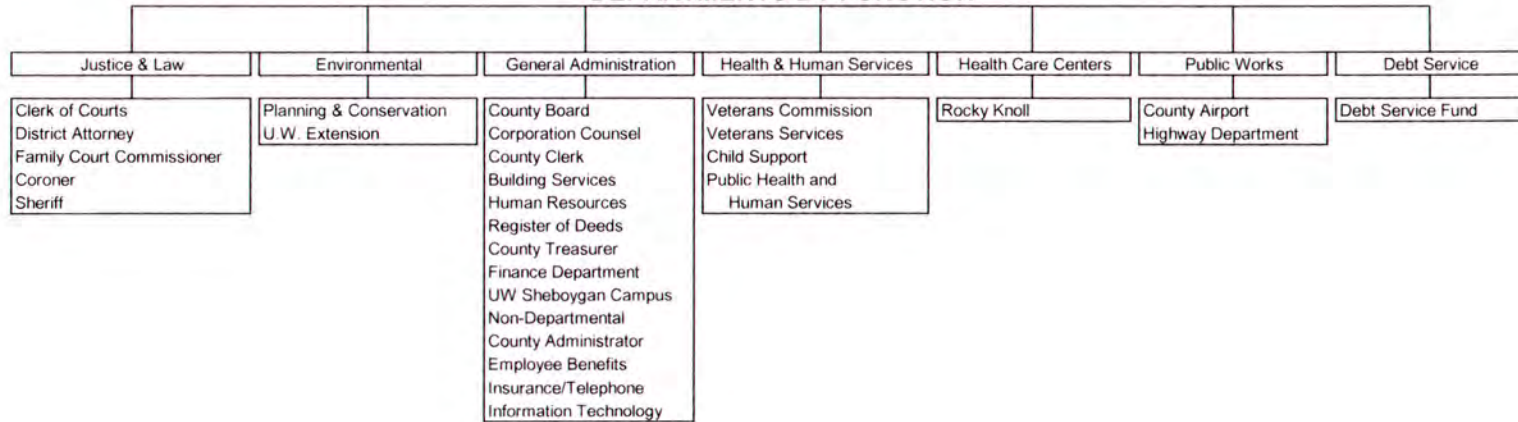 Justice & Law
Environmental
General Administration
Health & Human Services
Health Care Centers
Public Works
Debt Service
Clerk of Courts
District Attorney
Family Court Commissioner
Coroner
Sheriff
Planning & Conservation
U.W. Extension
County Board
Corporation Counsel
County Clerk
Building Services
Human Resources
Register of Deeds
County Treasurer
Finance Department
UW Sheboygan Campus
Non-Departmental
County Administrator
Employee Benefits
Insurance/Telephone
Information Technology
Veterans Commission
Veterans Services
Child Support
Public Health and
Human Services
Rocky Knoll
County Airport
Highway Department
Debt Service Fund